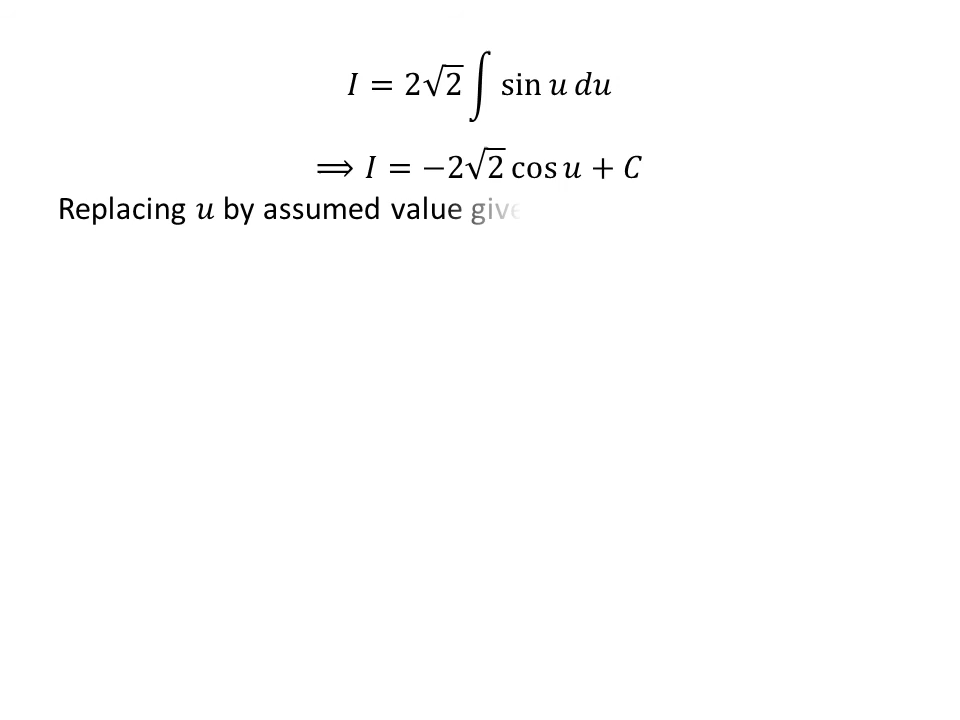 𝐼 = 2√2 ∫ sin 𝑢 𝑑𝑢
⟹ 𝐼 = −2√2 cos 𝑢 + 𝐶
Replacing 𝑢 by assumed value